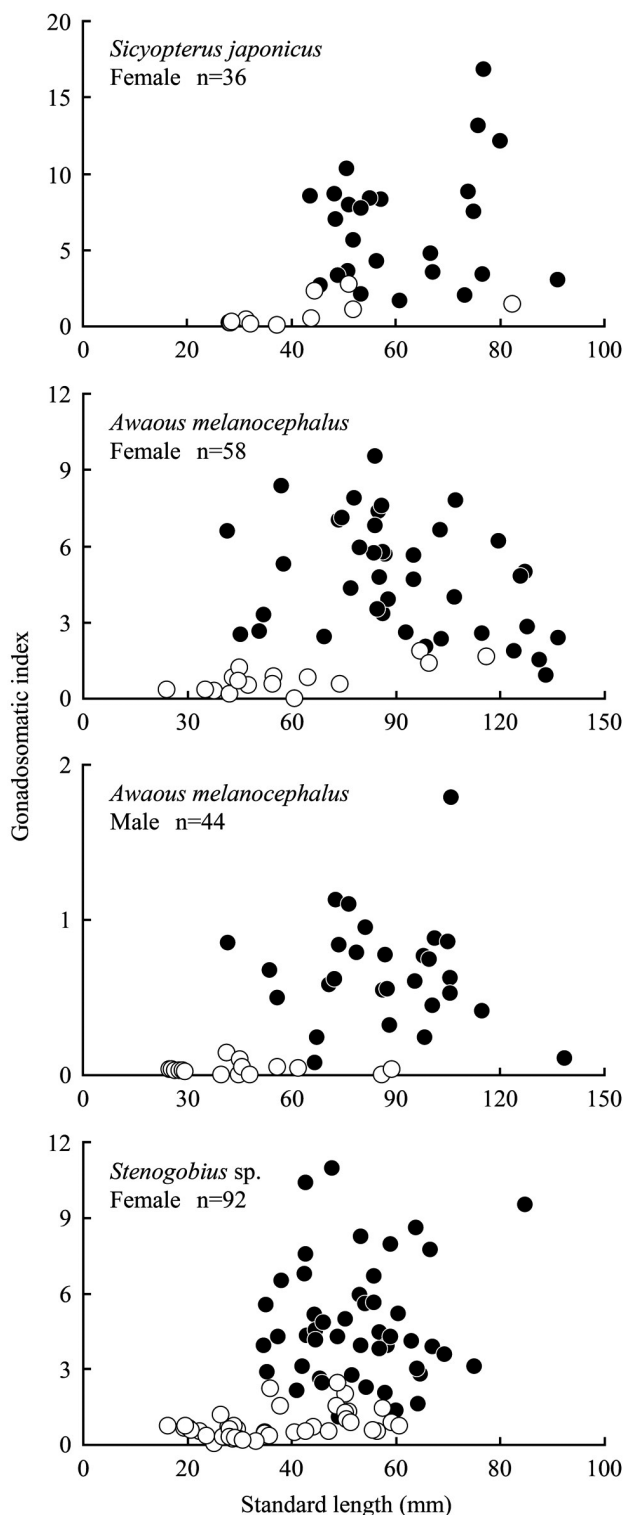 Gonadosomatic index
Sicyopterus japonicus
Female n=36
20
15
10
5
0
0 20 40 60 80 100
Awaous melanocephalus
Female n=58
12
9
6
3
0
0 30 60 90 120 150
Awaous melanocephalus
Male n=44
2
1
0
0 30 60 90 120 150
Stenogobius sp.
Female n=92
12
9
6
3
0
0 20 40 60 80 100
Standard length (mm)